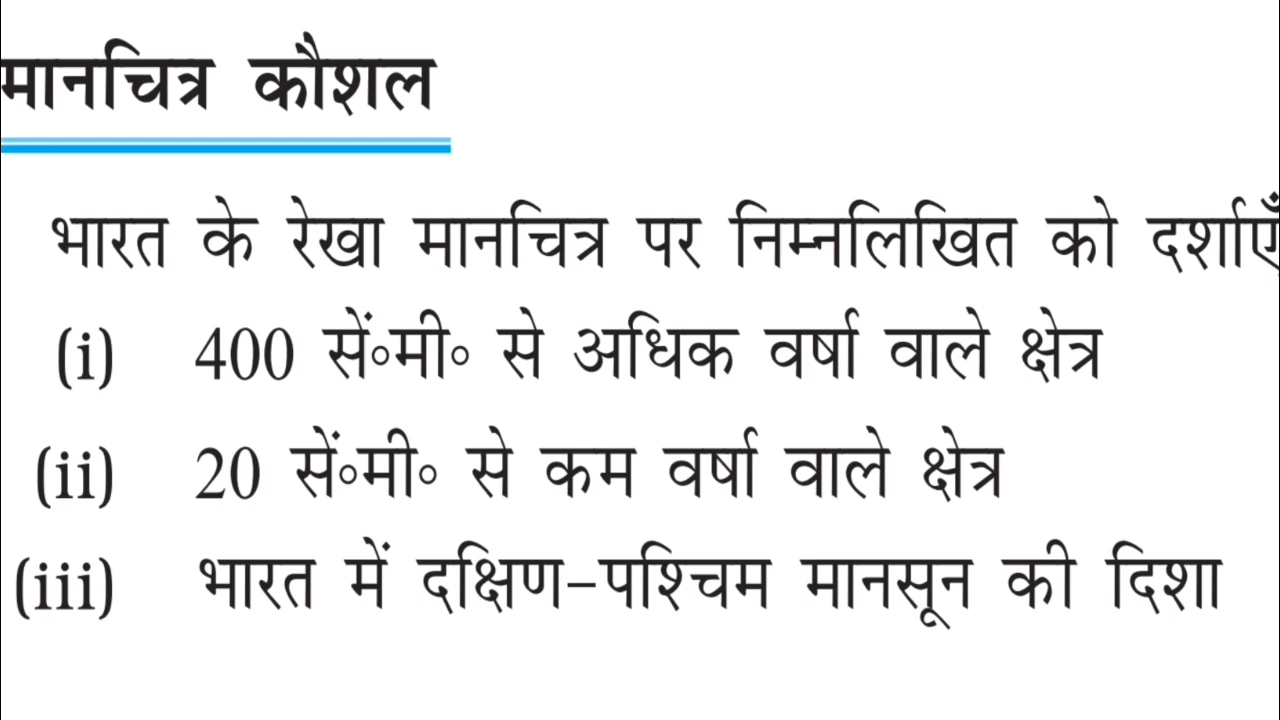 मानचित्र कौशल
भारत के रेखा मानचित्र पर निम्नलिखित को दर्शाएँ
(i) 400 सें॰मी॰ से अधिक वर्षा वाले क्षेत्र
(ii) 20 सें॰मी॰ से कम वर्षा वाले क्षेत्र
(iii) भारत में दक्षिण-पश्चिम मानसून की दिशा